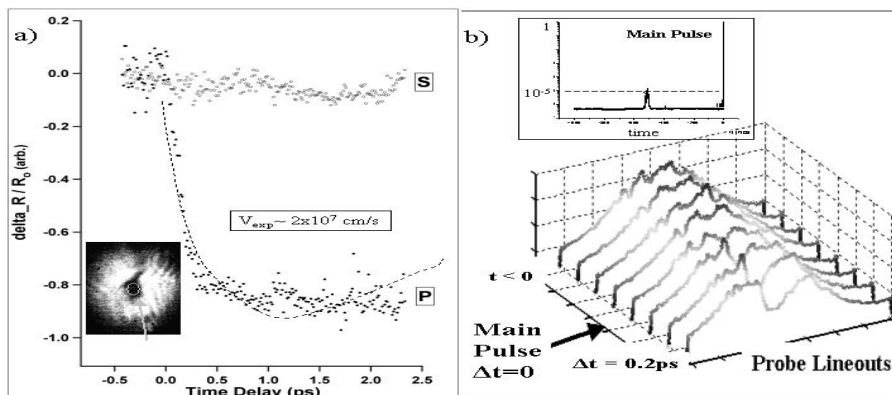 a)
0.2
0.0
-0.2
-0.4
-0.6
-0.8
-1.0
delta_R / R0 (arb.)
S
Vexp~ 2x10^7 cm/s
P
-0.5
0.0
0.5
1.0
1.5
2.0
2.5
Time Delay (ps)
b)
Main Pulse
1
10^-5
time
t < 0
Main
Pulse
Δt=0
Δt = 0.2ps
Probe Lineouts